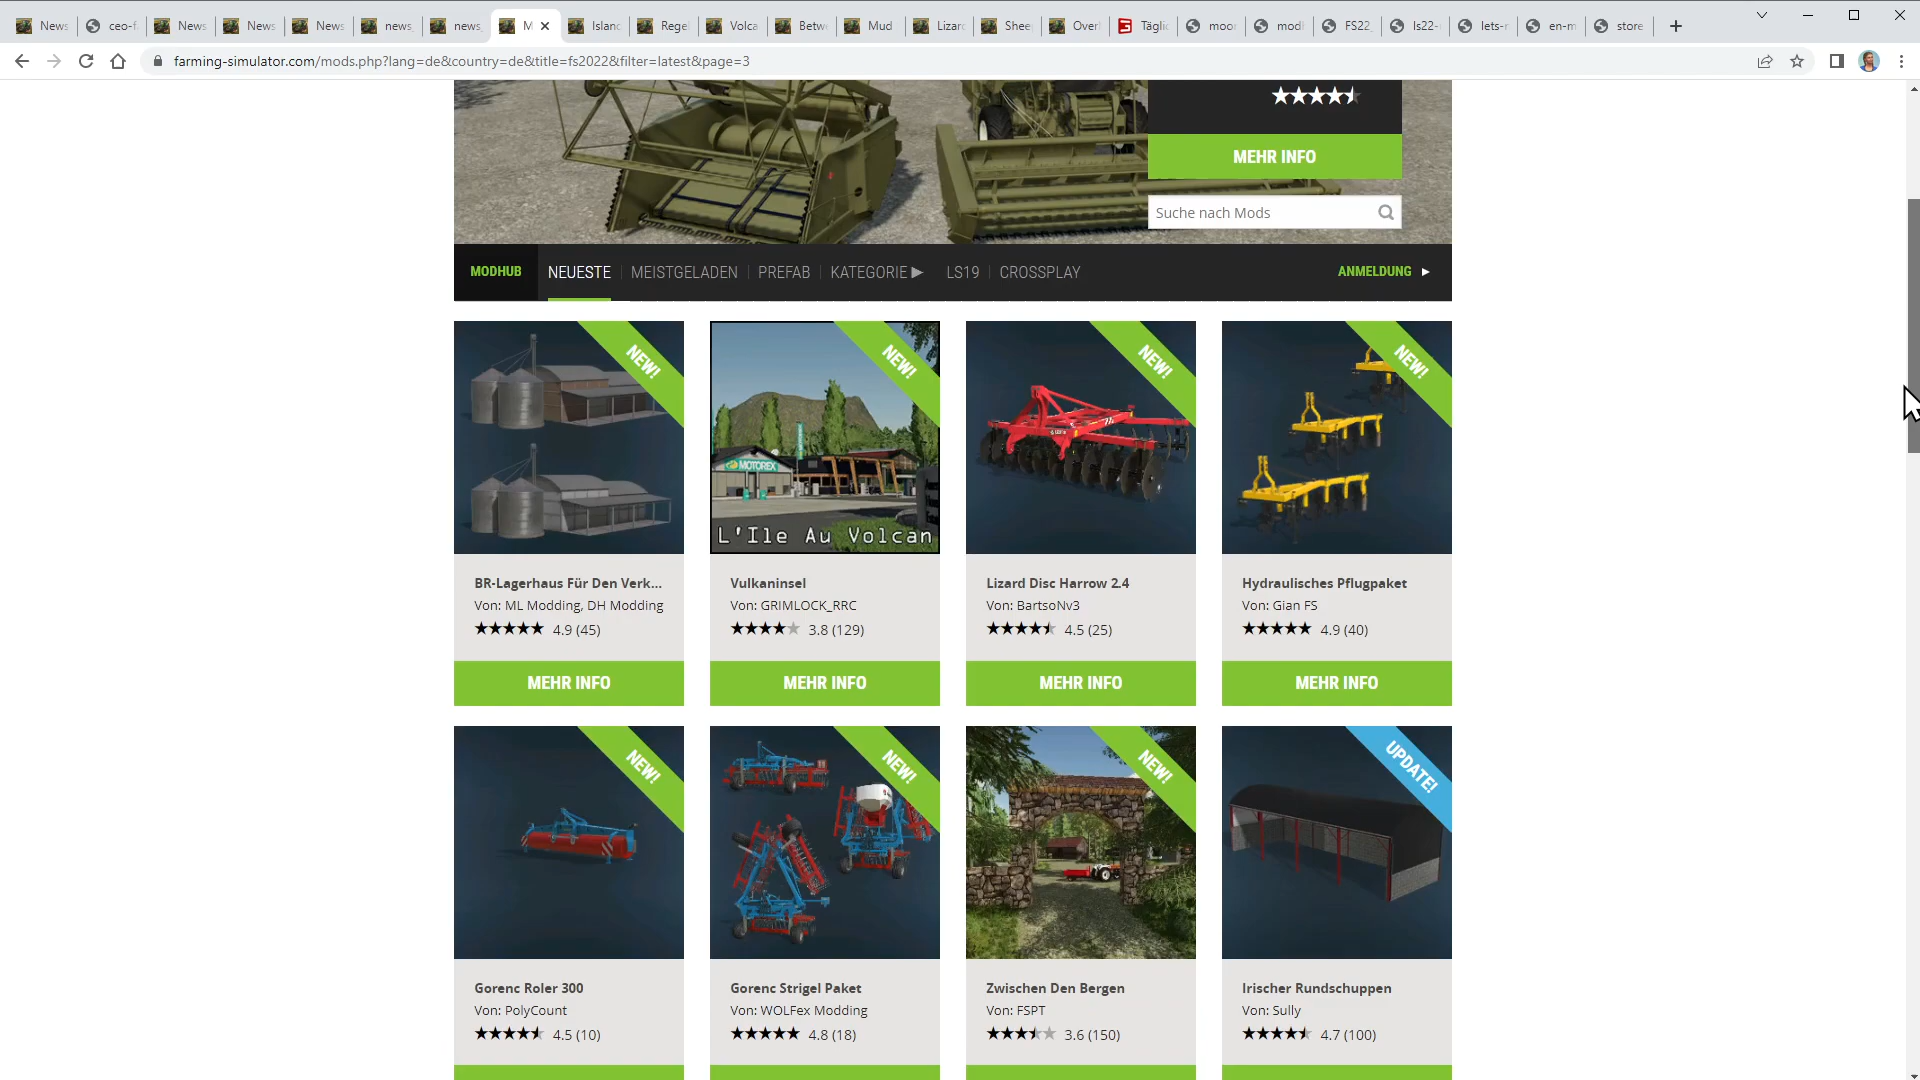 News
ceo-f
News
News
News
news
news
M
Islan
Rege
Volca
Betw
Mud
Lizar
Shee
Over
Täglic
moo
mod
FS22_
ls22-
lets-r
en-m
store
farming-simulator.com/mods.php?lang=de&country=de&title=fs2022&filter=latest&page=3
MEHR INFO
Suche nach Mods
MODHUB NEUESTE MEISTGELADEN PREFAB KATEGORIE LS19 CROSSPLAY ANMELDUNG
NEW!
NEW!
NEW!
NEW!
MOTOREX
L'Ile Au Volcan
BR-Lagerhaus Für Den Verk...
Von: ML Modding, DH Modding
4.9 (45)
MEHR INFO
Vulkaninsel
Von: GRIMLOCK_RRC
3.8 (129)
MEHR INFO
Lizard Disc Harrow 2.4
Von: BartsoNv3
4.5 (25)
MEHR INFO
Hydraulisches Pflugpaket
Von: Gian FS
4.9 (40)
MEHR INFO
NEW!
NEW!
NEW!
UPDATE!
Gorenc Roler 300
Von: PolyCount
4.5 (10)
Gorenc Strigel Paket
Von: WOLFex Modding
4.8 (18)
Zwischen Den Bergen
Von: FSPT
3.6 (150)
Irischer Rundschuppen
Von: Sully
4.7 (100)